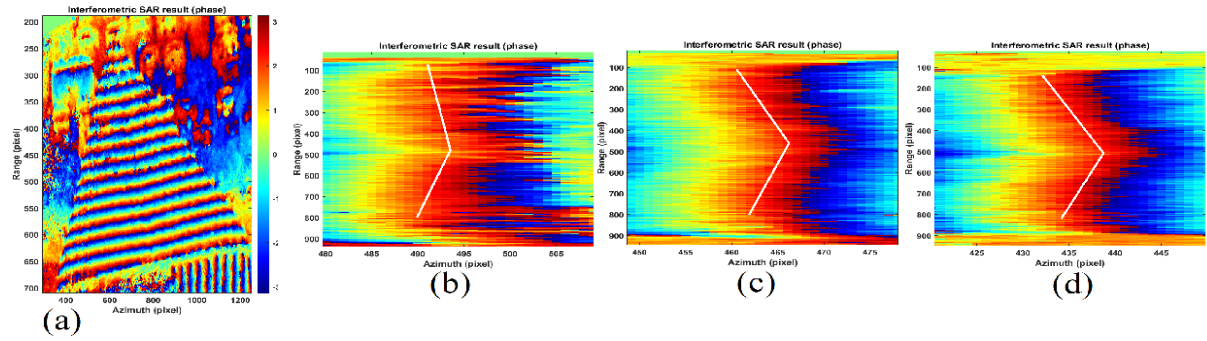 Interferometric SAR result (phase)
200
250
300
350
400
450
500
550
600
650
700
Range (pixel)
400 600 800 1000 1200
Azimuth (pixel)
3
2
1
0
-1
-2
-3
(a)
Interferometric SAR result (phase)
100
200
300
400
500
600
700
800
900
Range (pixel)
480 485 490 495 500 505
Azimuth (pixel)
(b)
Interferometric SAR result (phase)
100
200
300
400
500
600
700
800
900
Range (pixel)
450 455 460 465 470 475
Azimuth (pixel)
(c)
Interferometric SAR result (phase)
100
200
300
400
500
600
700
800
900
Range (pixel)
425 430 435 440 445
Azimuth (pixel)
(d)